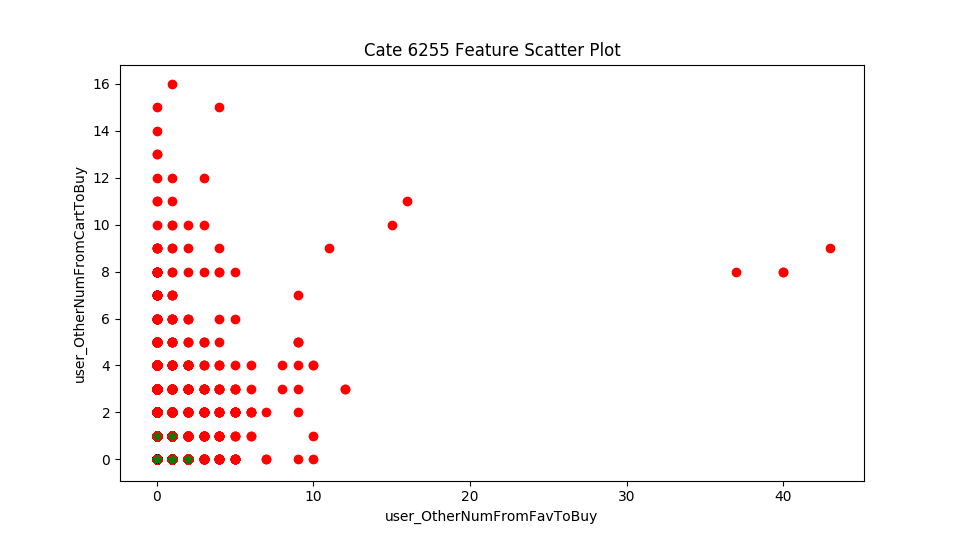 Cate 6255 Feature Scatter Plot
16
14
12
10
8
6
4
2
0
user_OtherNumFromCartToBuy
0 10 20 30 40
user_OtherNumFromFavToBuy